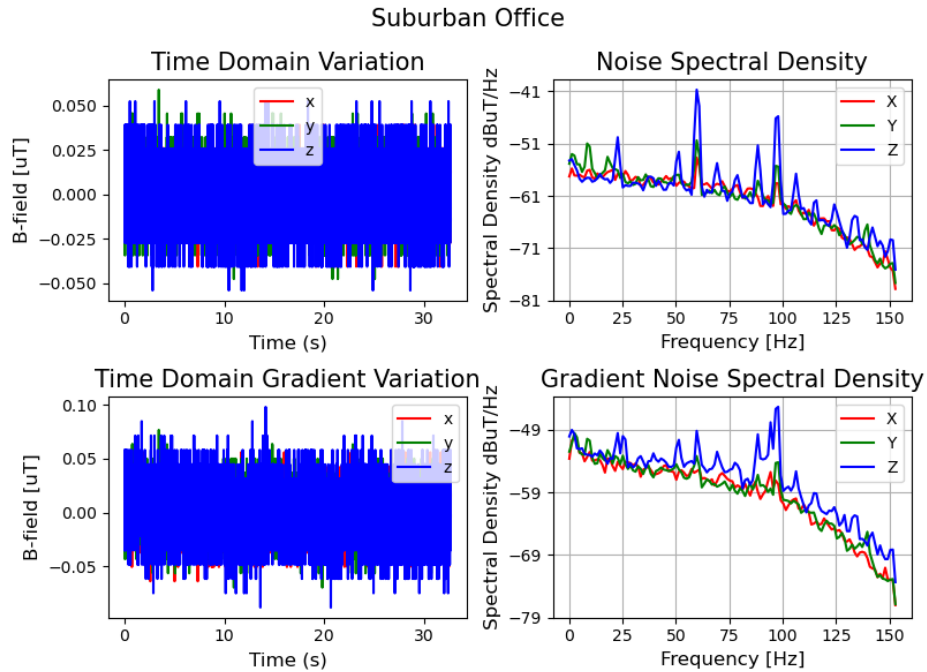 Suburban Office
Time Domain Variation
B-field [uT]
0.050
0.025
0.000
−0.025
−0.050
x
y
z
0 10 20 30
Time (s)
Noise Spectral Density
Spectral Density dBuT/Hz
−41
−51
−61
−71
−81
X
Y
Z
0 25 50 75 100 125 150
Frequency [Hz]
Time Domain Gradient Variation
B-field [uT]
0.10
0.05
0.00
−0.05
x
y
z
0 10 20 30
Time (s)
Gradient Noise Spectral Density
Spectral Density dBuT/Hz
−49
−59
−69
−79
X
Y
Z
0 25 50 75 100 125 150
Frequency [Hz]